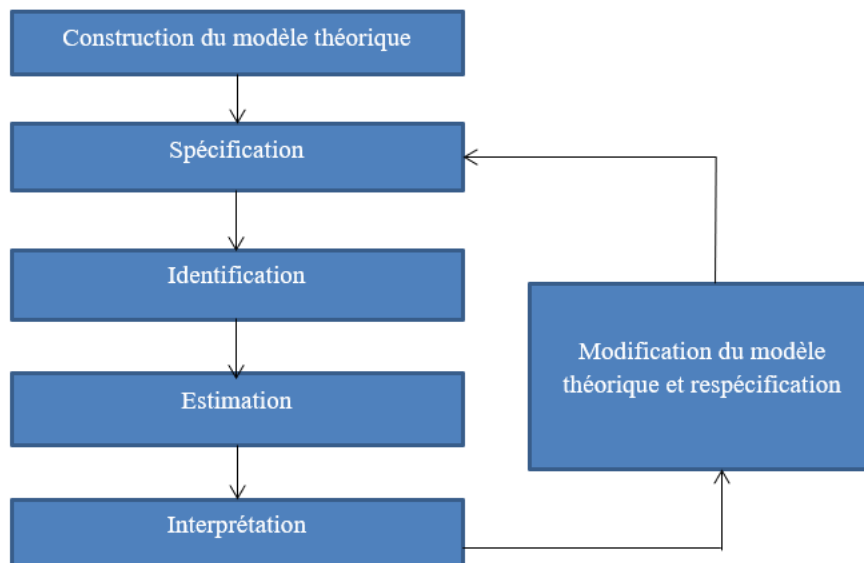 Construction du modèle théorique
Spécification
Identification
Estimation
Interprétation
Modification du modèle
théorique et respécification